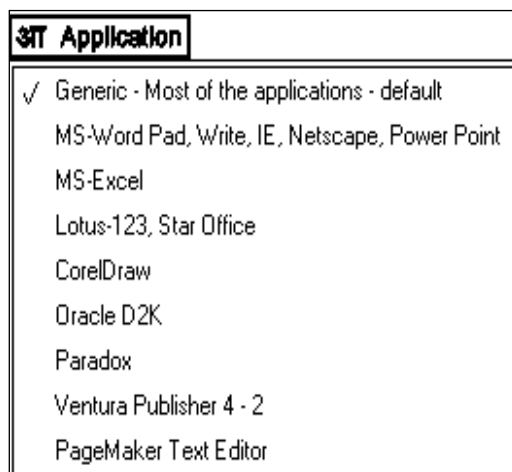 आ Application
✓ Generic - Most of the applications - default
MS-Word Pad, Write, IE, Netscape, Power Point
MS-Excel
Lotus-123, Star Office
CorelDraw
Oracle D2K
Paradox
Ventura Publisher 4 - 2
PageMaker Text Editor